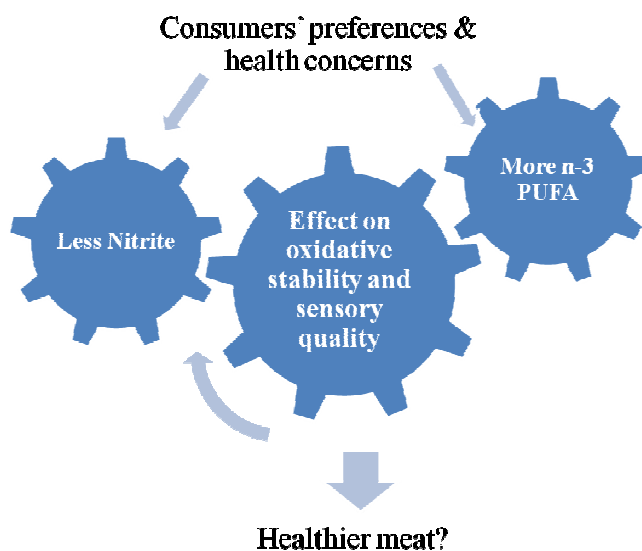 Consumers` preferences &
health concerns
More n-3
PUFA
Less Nitrite
Effect on
oxidative
stability and
sensory
quality
Healthier meat?